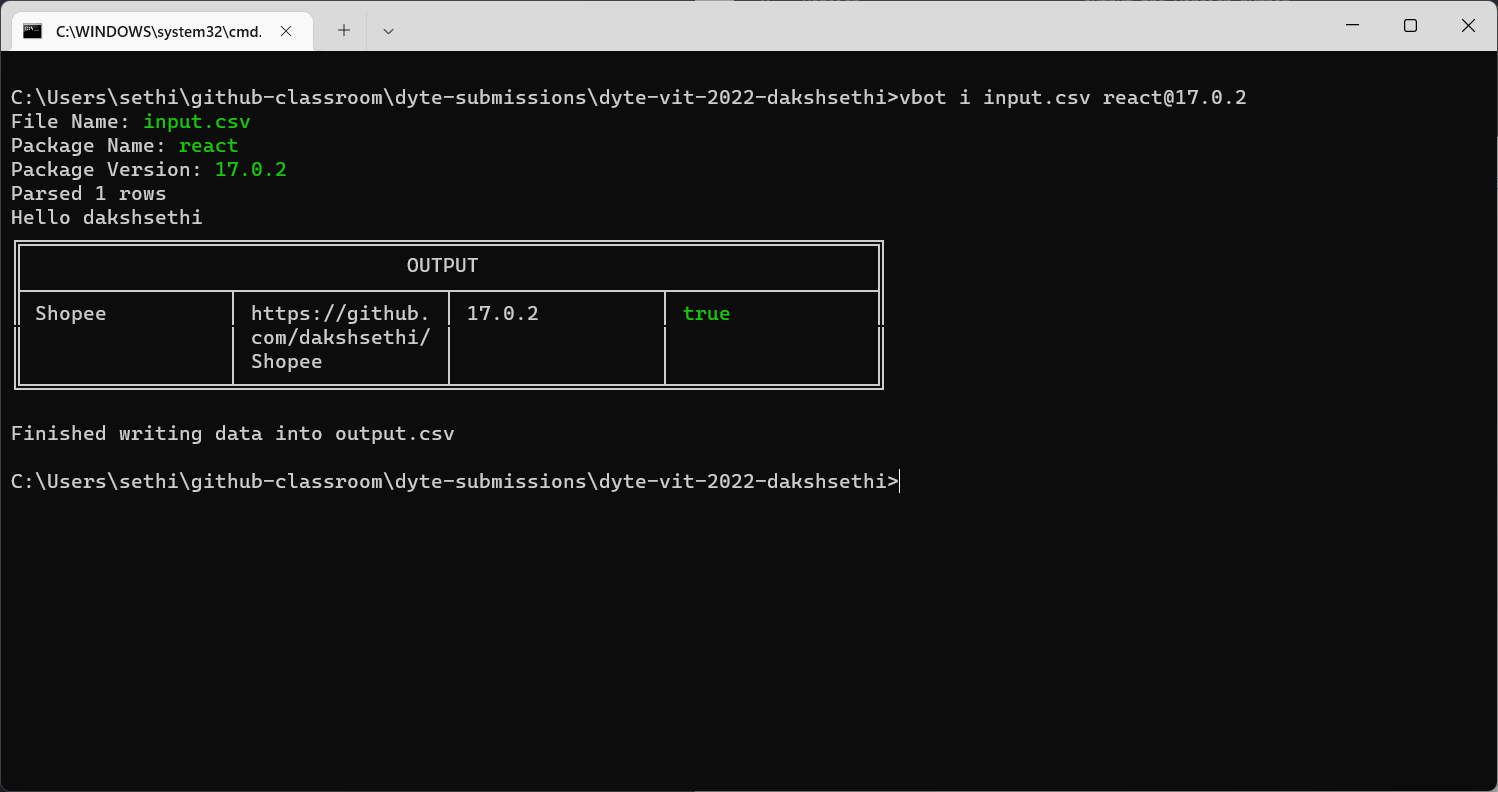 C:\WINDOWS\system32\cmd.
C:\Users\sethi\github-classroom\dyte-submissions\dyte-vit-2022-dakshsethi>vbot i input.csv react@17.0.2
File Name: input.csv
Package Name: react
Package Version: 17.0.2
Parsed 1 rows
Hello dakshsethi
OUTPUT
Shopee https://github. 17.0.2 true
com/dakshsethi/
Shopee
Finished writing data into output.csv
C:\Users\sethi\github-classroom\dyte-submissions\dyte-vit-2022-dakshsethi>